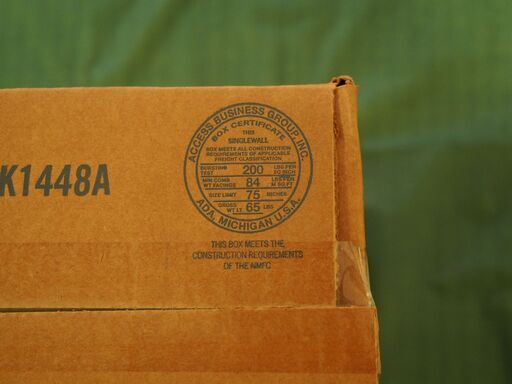 K1448A
ACCESS BUSINESS GROUP, INC.
BOX CERTIFICATE
THIS
SINGLEWALL
BOX MEETS ALL CONSTRUCTION
REQUIREMENTS OF APPLICABLE
FREIGHT CLASSIFICATION
BURSTING TEST 200 LBS PER SQ INCH
MIN COMB WT FACINGS 84 LBS PER M SQ FT
SIZE LIMIT 75 INCHES
GROSS WT LT 65 LBS
ADA, MICHIGAN U.S.A.
THIS BOX MEETS THE
CONSTRUCTION REQUIREMENTS
OF THE NMFC